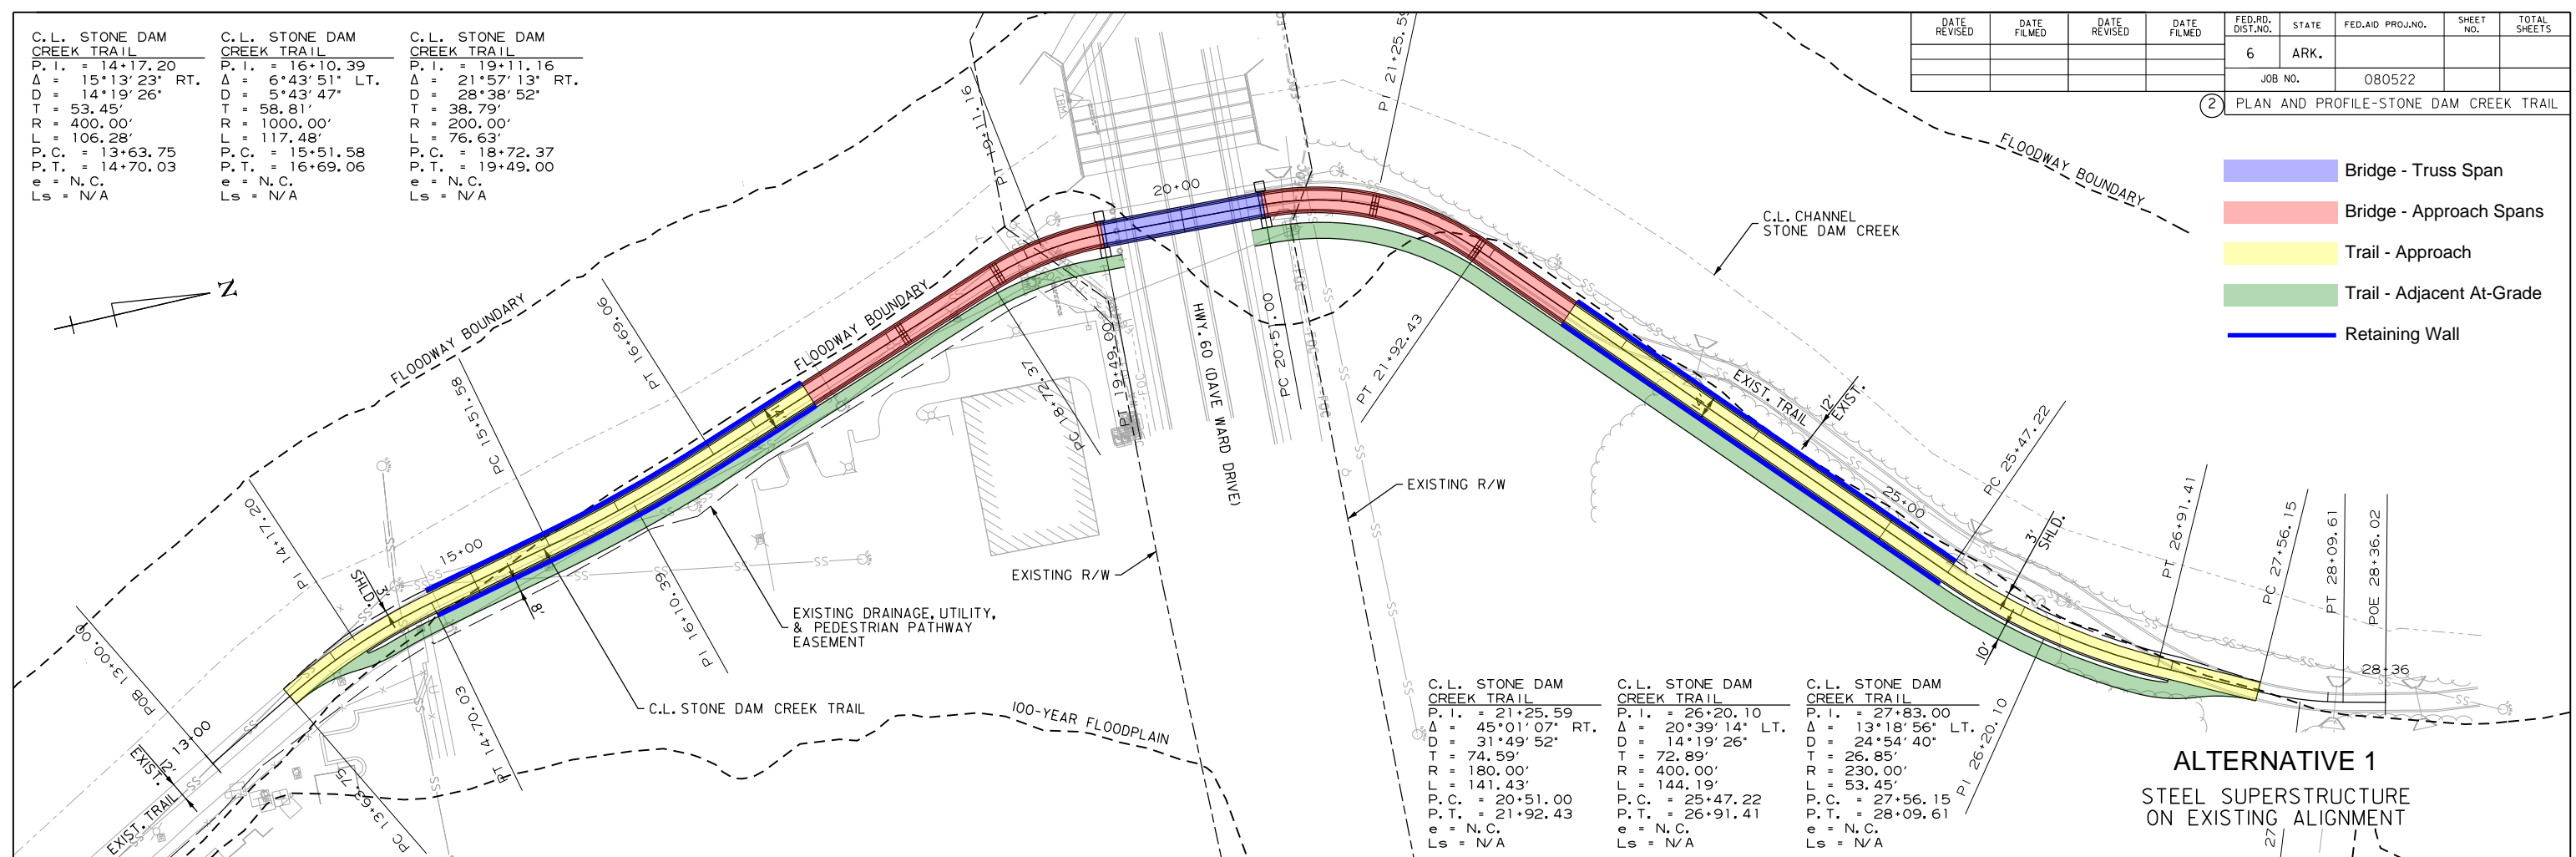 C.L. STONE DAM
CREEK TRAIL
P.I. = 14+17.20
Δ = 15°13'23" RT.
D = 14°19'26"
T = 53.45'
R = 400.00'
L = 106.28'
P.C. = 13+63.75
P.T. = 14+70.03
e = N.C.
Ls = N/A
C.L. STONE DAM
CREEK TRAIL
P.I. = 16+10.39
Δ = 6°43'51" LT.
D = 5°43'47"
T = 58.81'
R = 1000.00'
L = 117.48'
P.C. = 15+51.58
P.T. = 16+69.06
e = N.C.
Ls = N/A
C.L. STONE DAM
CREEK TRAIL
P.I. = 19+11.16
Δ = 21°57'13" RT.
D = 28°38'52"
T = 38.79'
R = 200.00'
L = 76.63'
P.C. = 18+72.37
P.T. = 19+49.00
e = N.C.
Ls = N/A
DATE REVISED
DATE FILMED
DATE REVISED
DATE FILMED
FED.RD. DIST.NO.
STATE
FED.AID PROJ.NO.
SHEET NO.
TOTAL SHEETS
6
ARK.
JOB NO.
080522
2
PLAN AND PROFILE-STONE DAM CREEK TRAIL
Bridge - Truss Span
Bridge - Approach Spans
Trail - Approach
Trail - Adjacent At-Grade
Retaining Wall
FLOODWAY BOUNDARY
C.L. CHANNEL
STONE DAM CREEK
N
FLOODWAY BOUNDARY
FLOODWAY BOUNDARY
PT 19+11.16
TBM
20+00
PI 21+25.59
PT 16+69.06
PC 15+51.58
PI 14+17.20
POB 13+00.00
15+00
SHLD.
3'
8'
4'
13+00
EXIST.
12'
EXIST. TRAIL
PC 13+63.75
PT 14+70.03
PI 16+10.39
PC 18+72.37
PT 19+49.00
HWY. 60 (DAVE WARD DRIVE)
PC 20+51.00
PT 21+92.43
EXISTING R/W
EXISTING R/W
EXISTING DRAINAGE, UTILITY,
& PEDESTRIAN PATHWAY
EASEMENT
C.L. STONE DAM CREEK TRAIL
100-YEAR FLOODPLAIN
4'
EXIST. TRAIL
12'
EXIST.
25+00
PC 25+47.22
3'
SHLD.
10'
PT 26+91.41
PC 27+56.15
PT 28+09.61
POE 28+36.02
28+36
PI 26+20.10
C.L. STONE DAM
CREEK TRAIL
P.I. = 21+25.59
Δ = 45°01'07" RT.
D = 31°49'52"
T = 74.59'
R = 180.00'
L = 141.43'
P.C. = 20+51.00
P.T. = 21+92.43
e = N.C.
Ls = N/A
C.L. STONE DAM
CREEK TRAIL
P.I. = 26+20.10
Δ = 20°39'14" LT.
D = 14°19'26"
T = 72.89'
R = 400.00'
L = 144.19'
P.C. = 25+47.22
P.T. = 26+91.41
e = N.C.
Ls = N/A
C.L. STONE DAM
CREEK TRAIL
P.I. = 27+83.00
Δ = 13°18'56" LT.
D = 24°54'40"
T = 26.85'
R = 230.00'
L = 53.45'
P.C. = 27+56.15
P.T. = 28+09.61
e = N.C.
Ls = N/A
ALTERNATIVE 1
STEEL SUPERSTRUCTURE
ON EXISTING ALIGNMENT
27